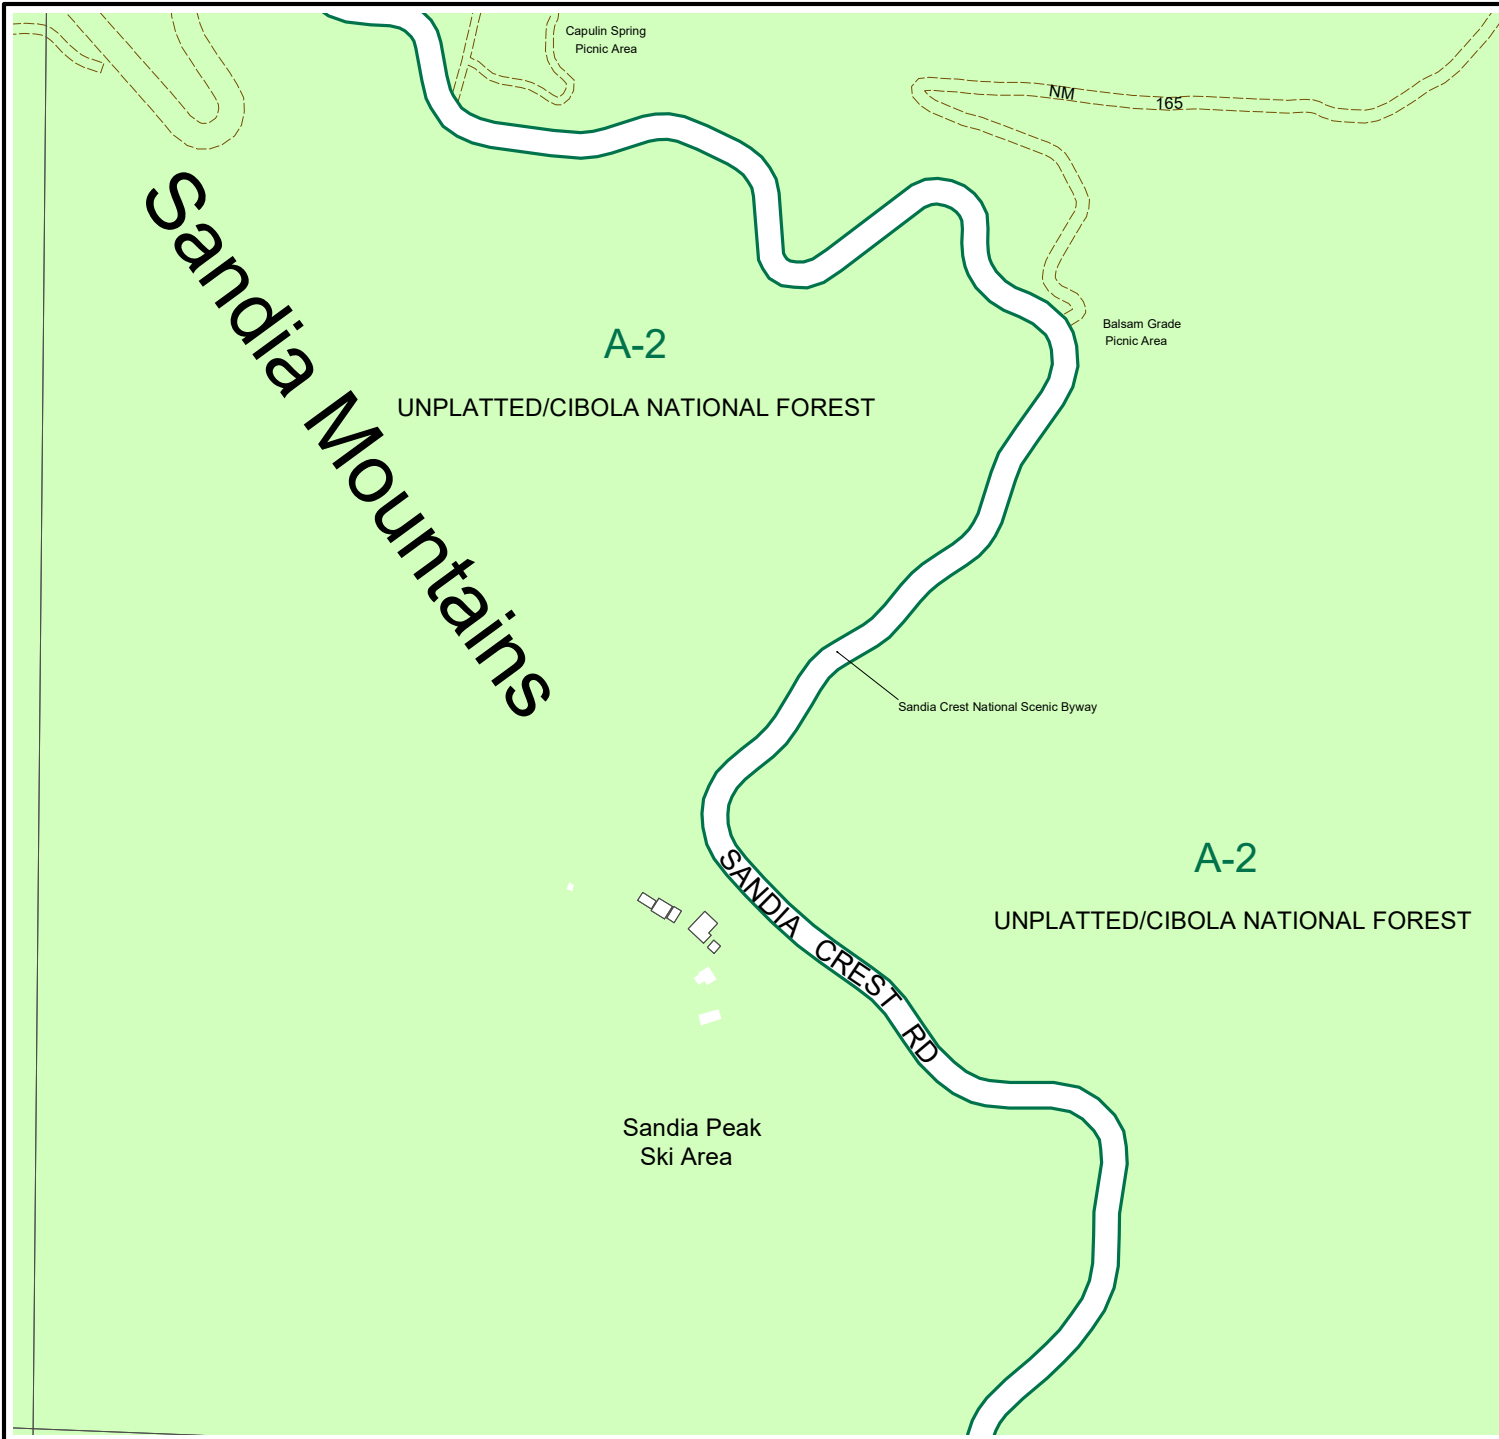 Capulin Spring
Picnic Area
NM 165
Sandia Mountains
Balsam Grade
Picnic Area
A-2
UNPLATTED/CIBOLA NATIONAL FOREST
Sandia Crest National Scenic Byway
A-2
UNPLATTED/CIBOLA NATIONAL FOREST
SANDIA CREST RD
Sandia Peak
Ski Area